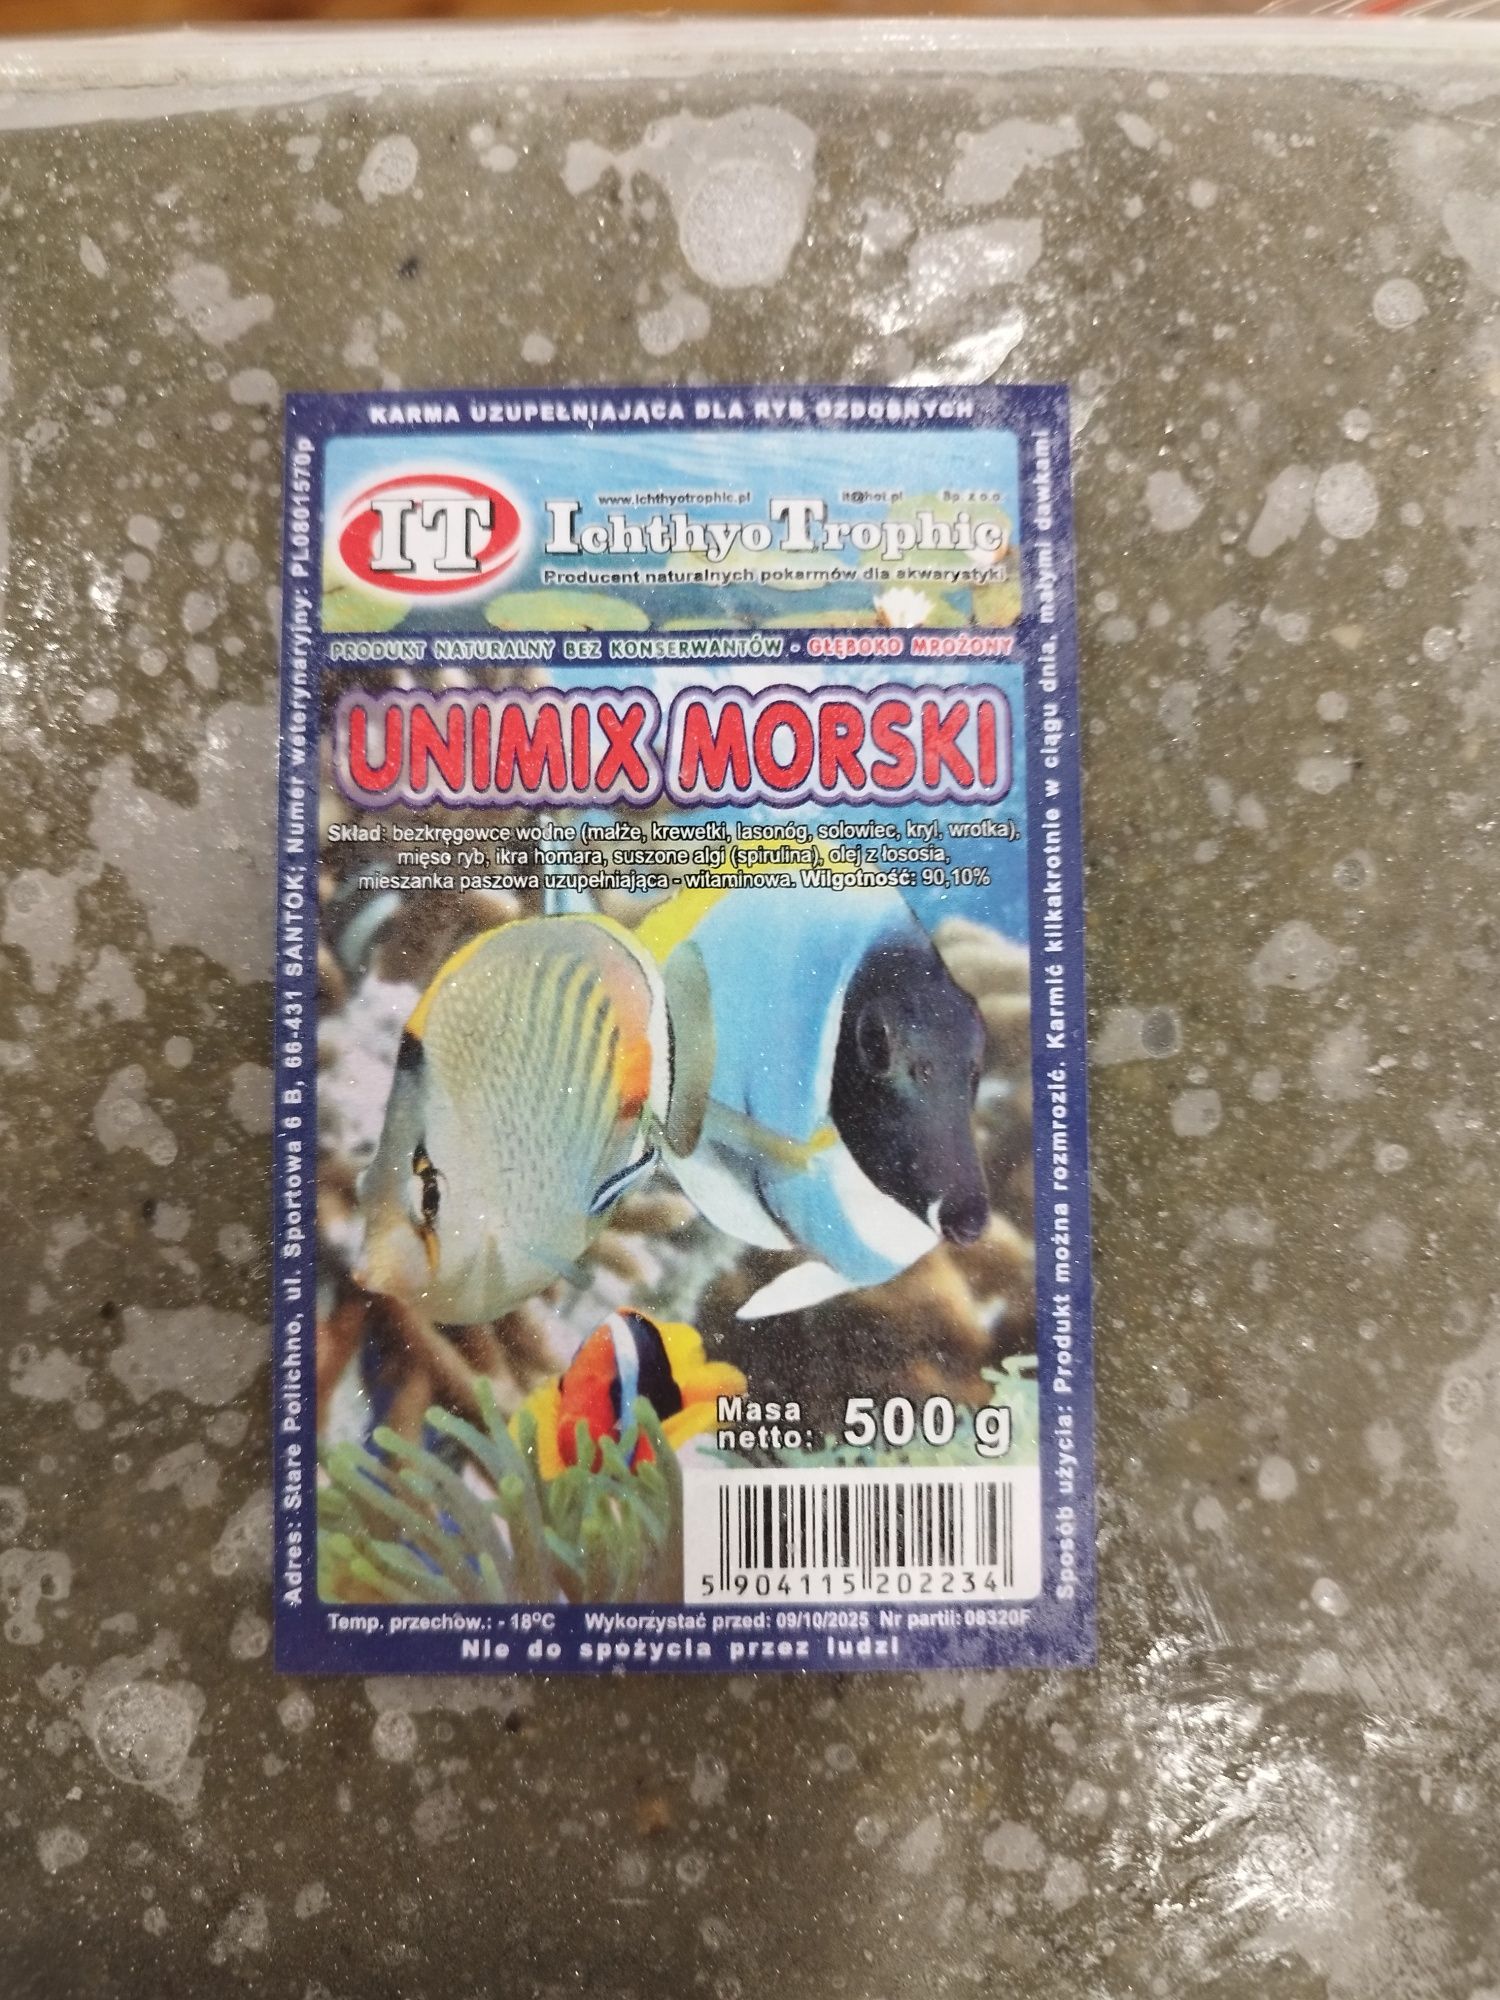 KARMA UZUPEŁNIAJĄCA DLA RYB OZDOBNYCH
IT
www.ichthyotrophic.pl it@hoi.pl Sp. z o.o.
IchthyoTrophic
Producent naturalnych pokarmów dla akwarystyki
PRODUKT NATURALNY BEZ KONSERWANTÓW - GŁĘBOKO MROŻONY
UNIMIX MORSKI
Skład: bezkręgowce wodne (małże, krewetki, lasonóg, solowiec, kryl, wrotka),
mięso ryb, ikra homara, suszone algi (spirulina), olej z łososia,
mieszanka paszowa uzupełniająca - witaminowa. Wilgotność: 90,10%
Masa
netto: 500 g
5 904115 202234
Temp. przechow.: - 18°C Wykorzystać przed: 09/10/2025 Nr partii: 08320F
Nie do spożycia przez ludzi
Adres: Stare Polichno, ul. Sportowa 6 B, 66-431 SANTOK; Numer weterynaryjny: PL0801570p
Sposób użycia: Produkt można rozmrozić. Karmić kilkakrotnie w ciągu dnia, małymi dawkami